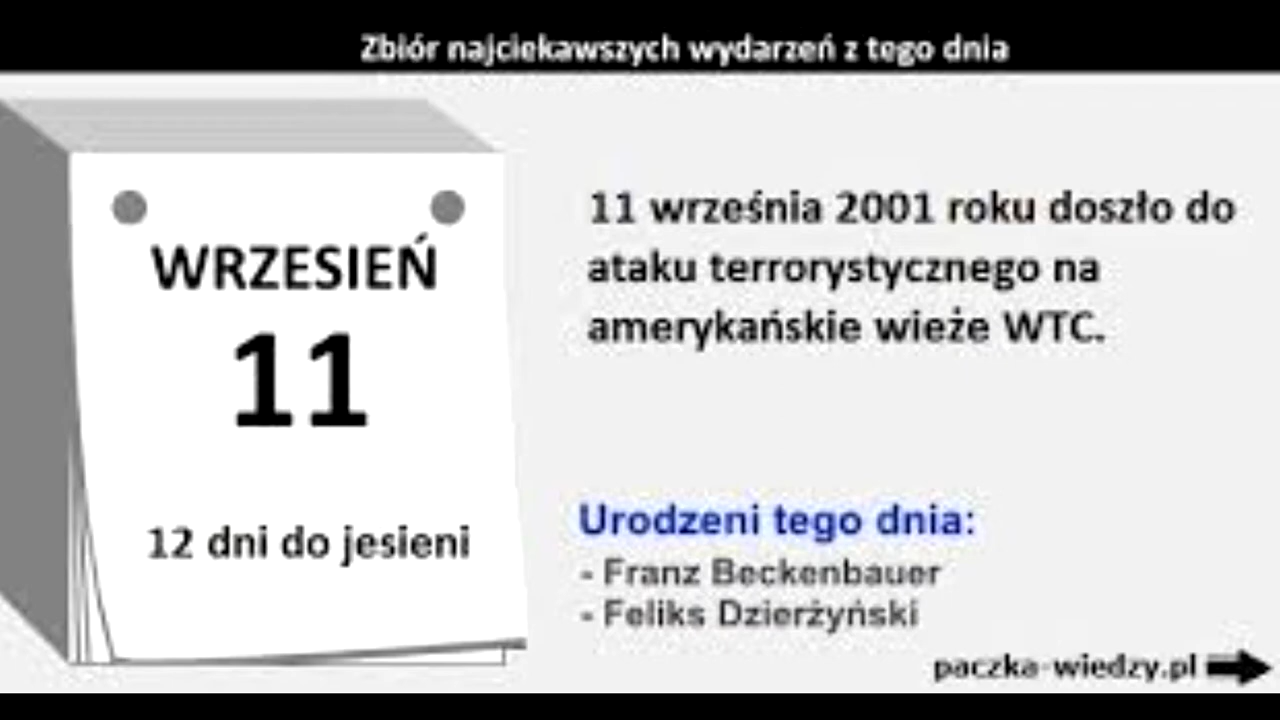 Zbiór najciekawszych wydarzeń z tego dnia
WRZESIEŃ
11
12 dni do jesieni
11 września 2001 roku doszło do
ataku terrorystycznego na
amerykańskie wieże WTC.
Urodzeni tego dnia:
- Franz Beckenbauer
- Feliks Dzierżyński
paczka-wiedzy.pl